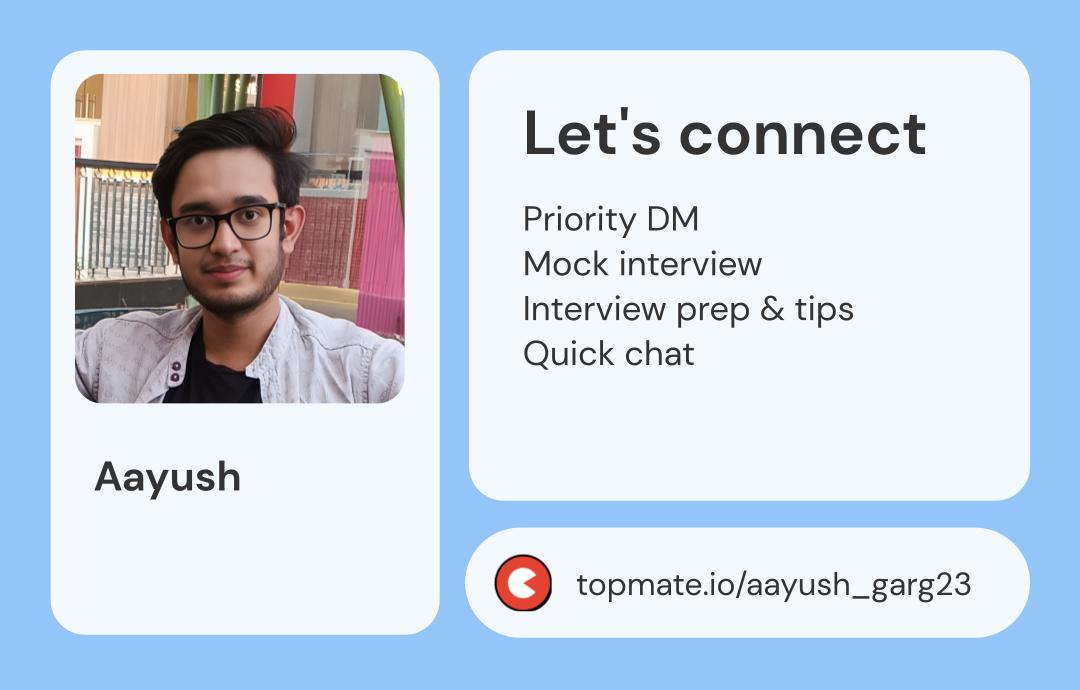 Aayush
Let's connect
Priority DM
Mock interview
Interview prep & tips
Quick chat
topmate.io/aayush_garg23